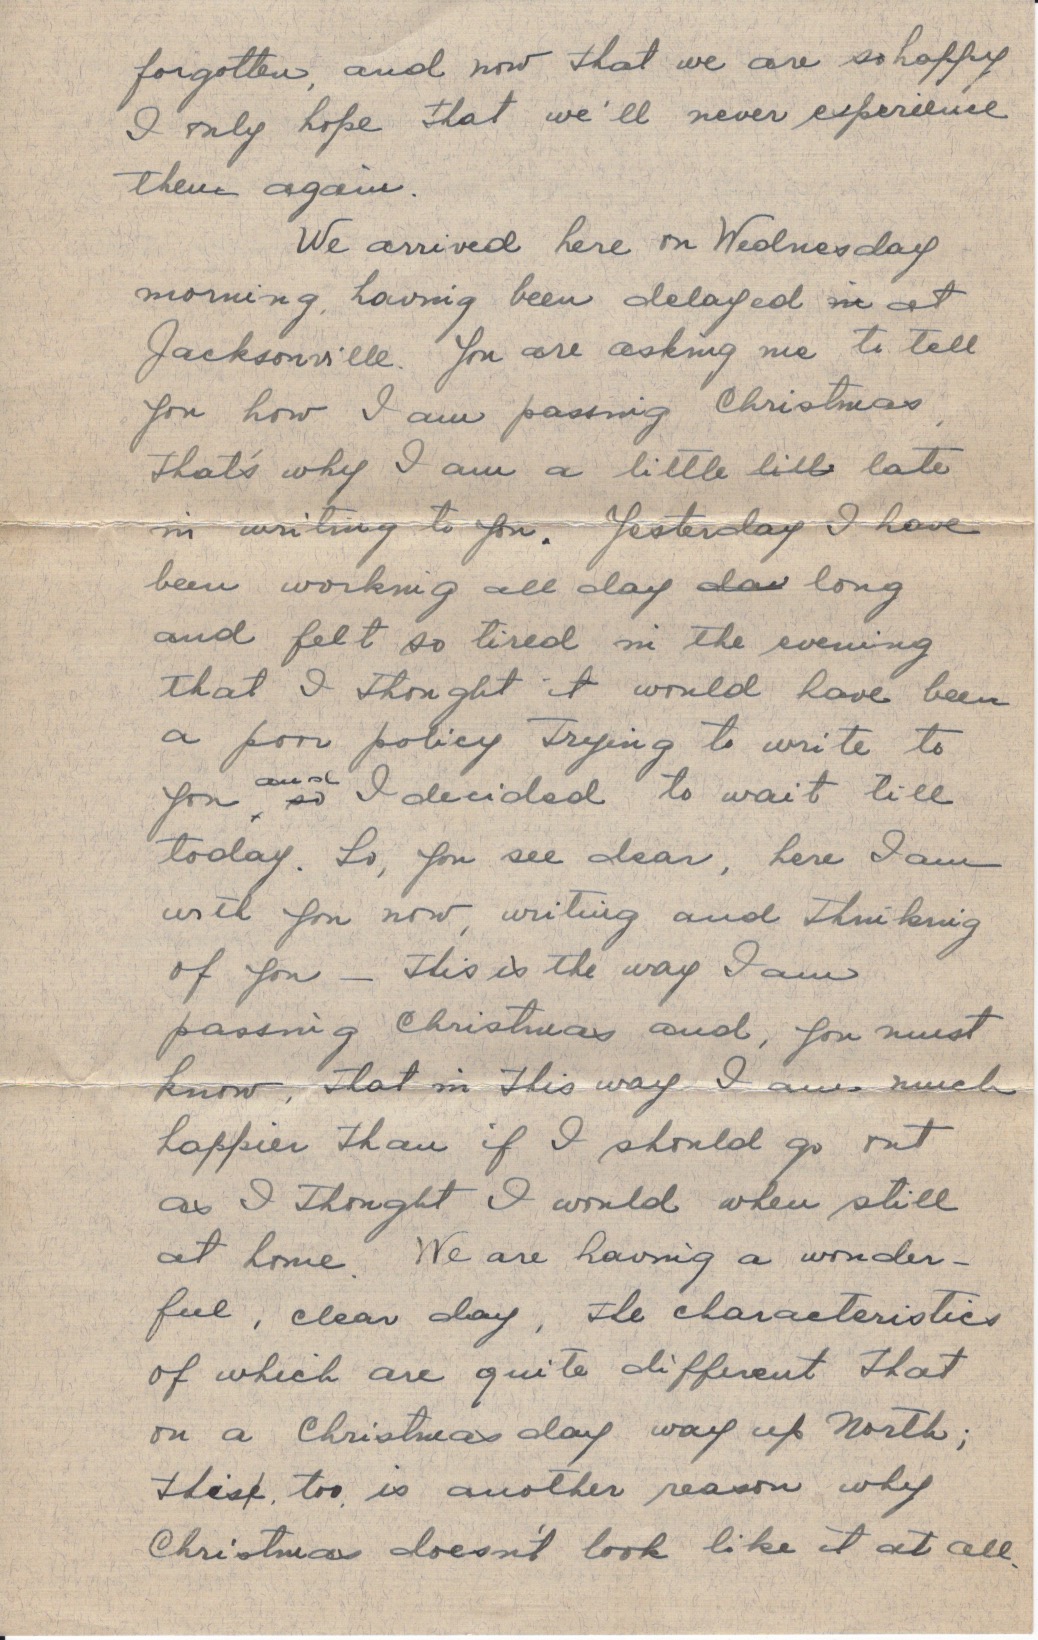 forgotten, and now that we are so happy
I only hope that we'll never experience
them again.
We arrived here on Wednesday
morning, having been delayed in at
Jacksonville. You are asking me to tell
you how I am passing Christmas,
that's why I am a little late
in writing to you. Yesterday I have
been working all day long
and felt so tired in the evening
that I thought it would have been
a poor policy trying to write to
you, and so I decided to wait till
today. So, you see dear, here I am
with you now, writing and thinking
of you — this is the way I am
passing Christmas and, you must
know, that in this way I am much
happier than if I should go out
as I thought I would when still
at home. We are having a wonder-
ful, clear day, the characteristics
of which are quite different that
on a Christmas day way up North;
this, too, is another reason why
Christmas doesn't look like it at all.